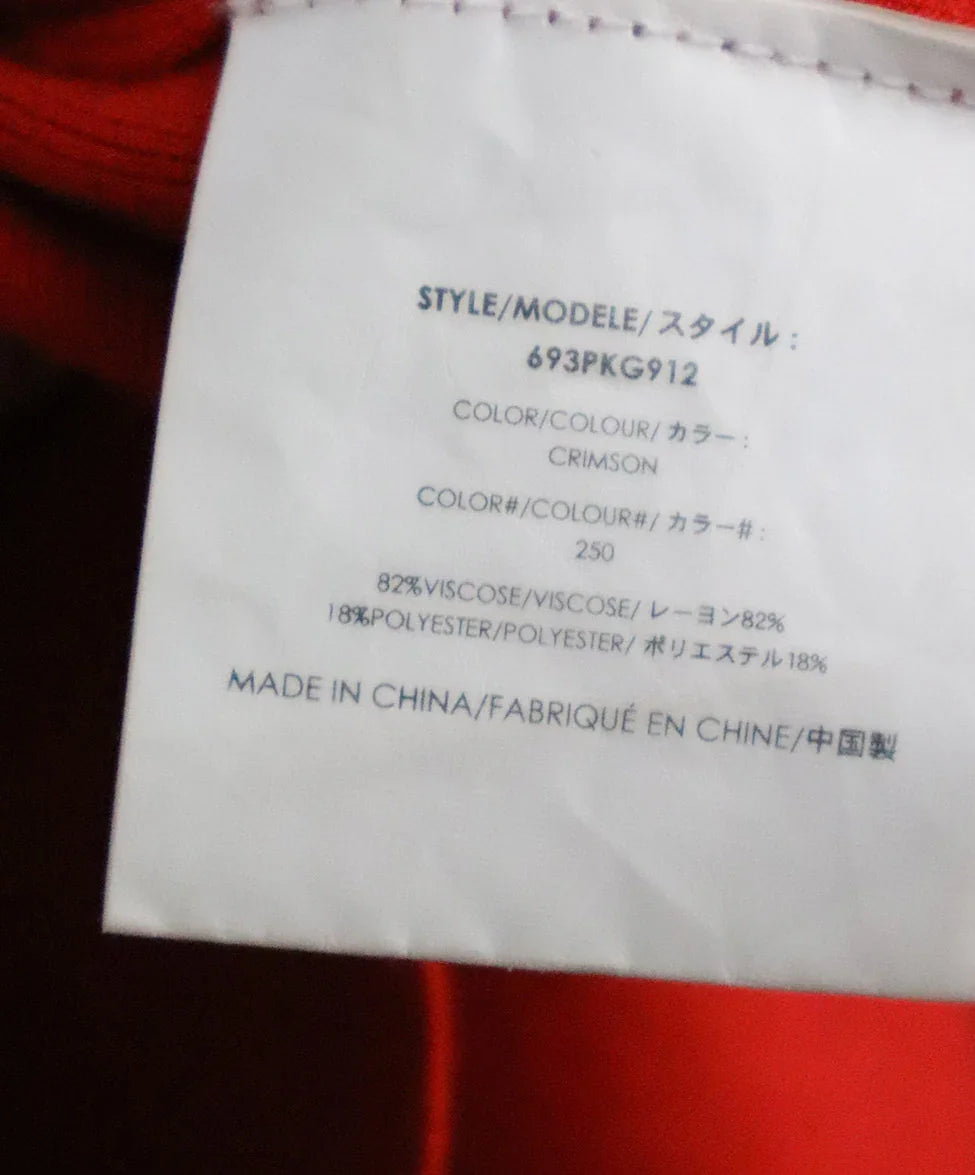 STYLE/MODELE/スタイル:
693PKG912
COLOR/COLOUR/カラー:
CRIMSON
COLOR#/COLOUR#/カラー#:
250
82%VISCOSE/VISCOSE/レーヨン82%
18%POLYESTER/POLYESTER/ポリエステル18%
MADE IN CHINA/FABRIQUÉ EN CHINE/中国製